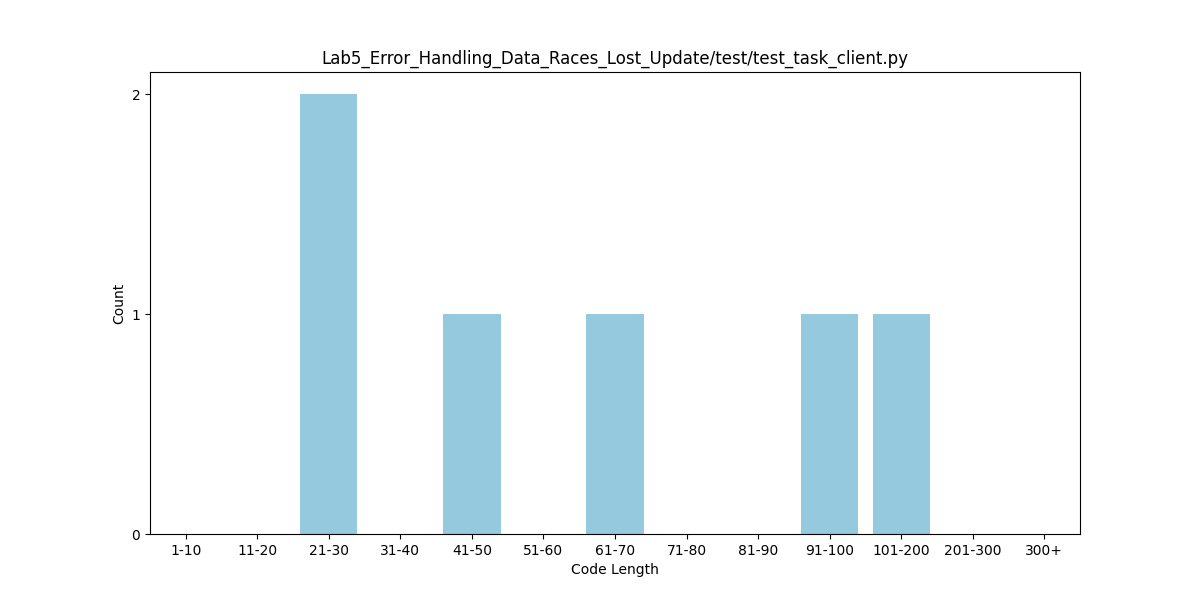 Lab5_Error_Handling_Data_Races_Lost_Update/test/test_task_client.py
2
1
0
Count
1-10 11-20 21-30 31-40 41-50 51-60 61-70 71-80 81-90 91-100 101-200 201-300 300+
Code Length